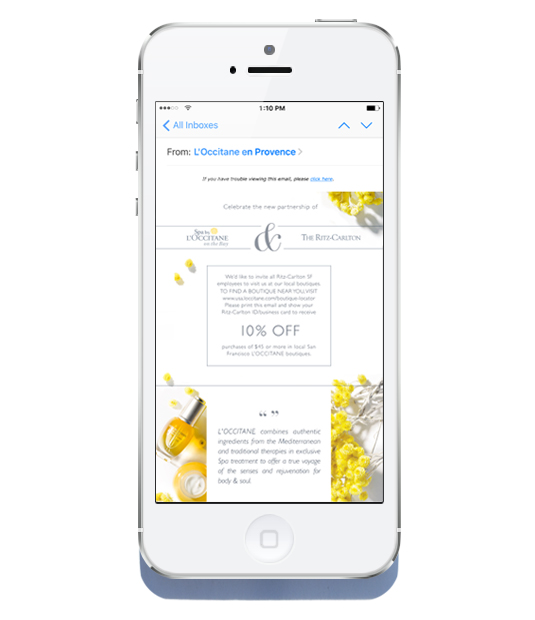 1:10 PM
All Inboxes
From: L'Occitane en Provence
If you have trouble viewing this email, please click here.
Celebrate the new partnership of
Spa by
L'OCCITANE
on the Bay
&
THE RITZ-CARLTON
We'd like to invite all Ritz-Carlton SF
employees to visit us at our local boutiques.
TO FIND A BOUTIQUE NEAR YOU,VISIT
www.usa.loccitane.com/boutique-locator
Please print this email and show your
Ritz-Carlton ID/business card to receive
10% OFF
purchases of $45 or more in local San
Francisco L'OCCITANE boutiques.
“ ”
L'OCCITANE, combines authentic
ingredients from the Mediterranean
and traditional therapies in exclusive
Spa treatment to offer a true voyage
of the senses and rejuvenation for
body & soul.